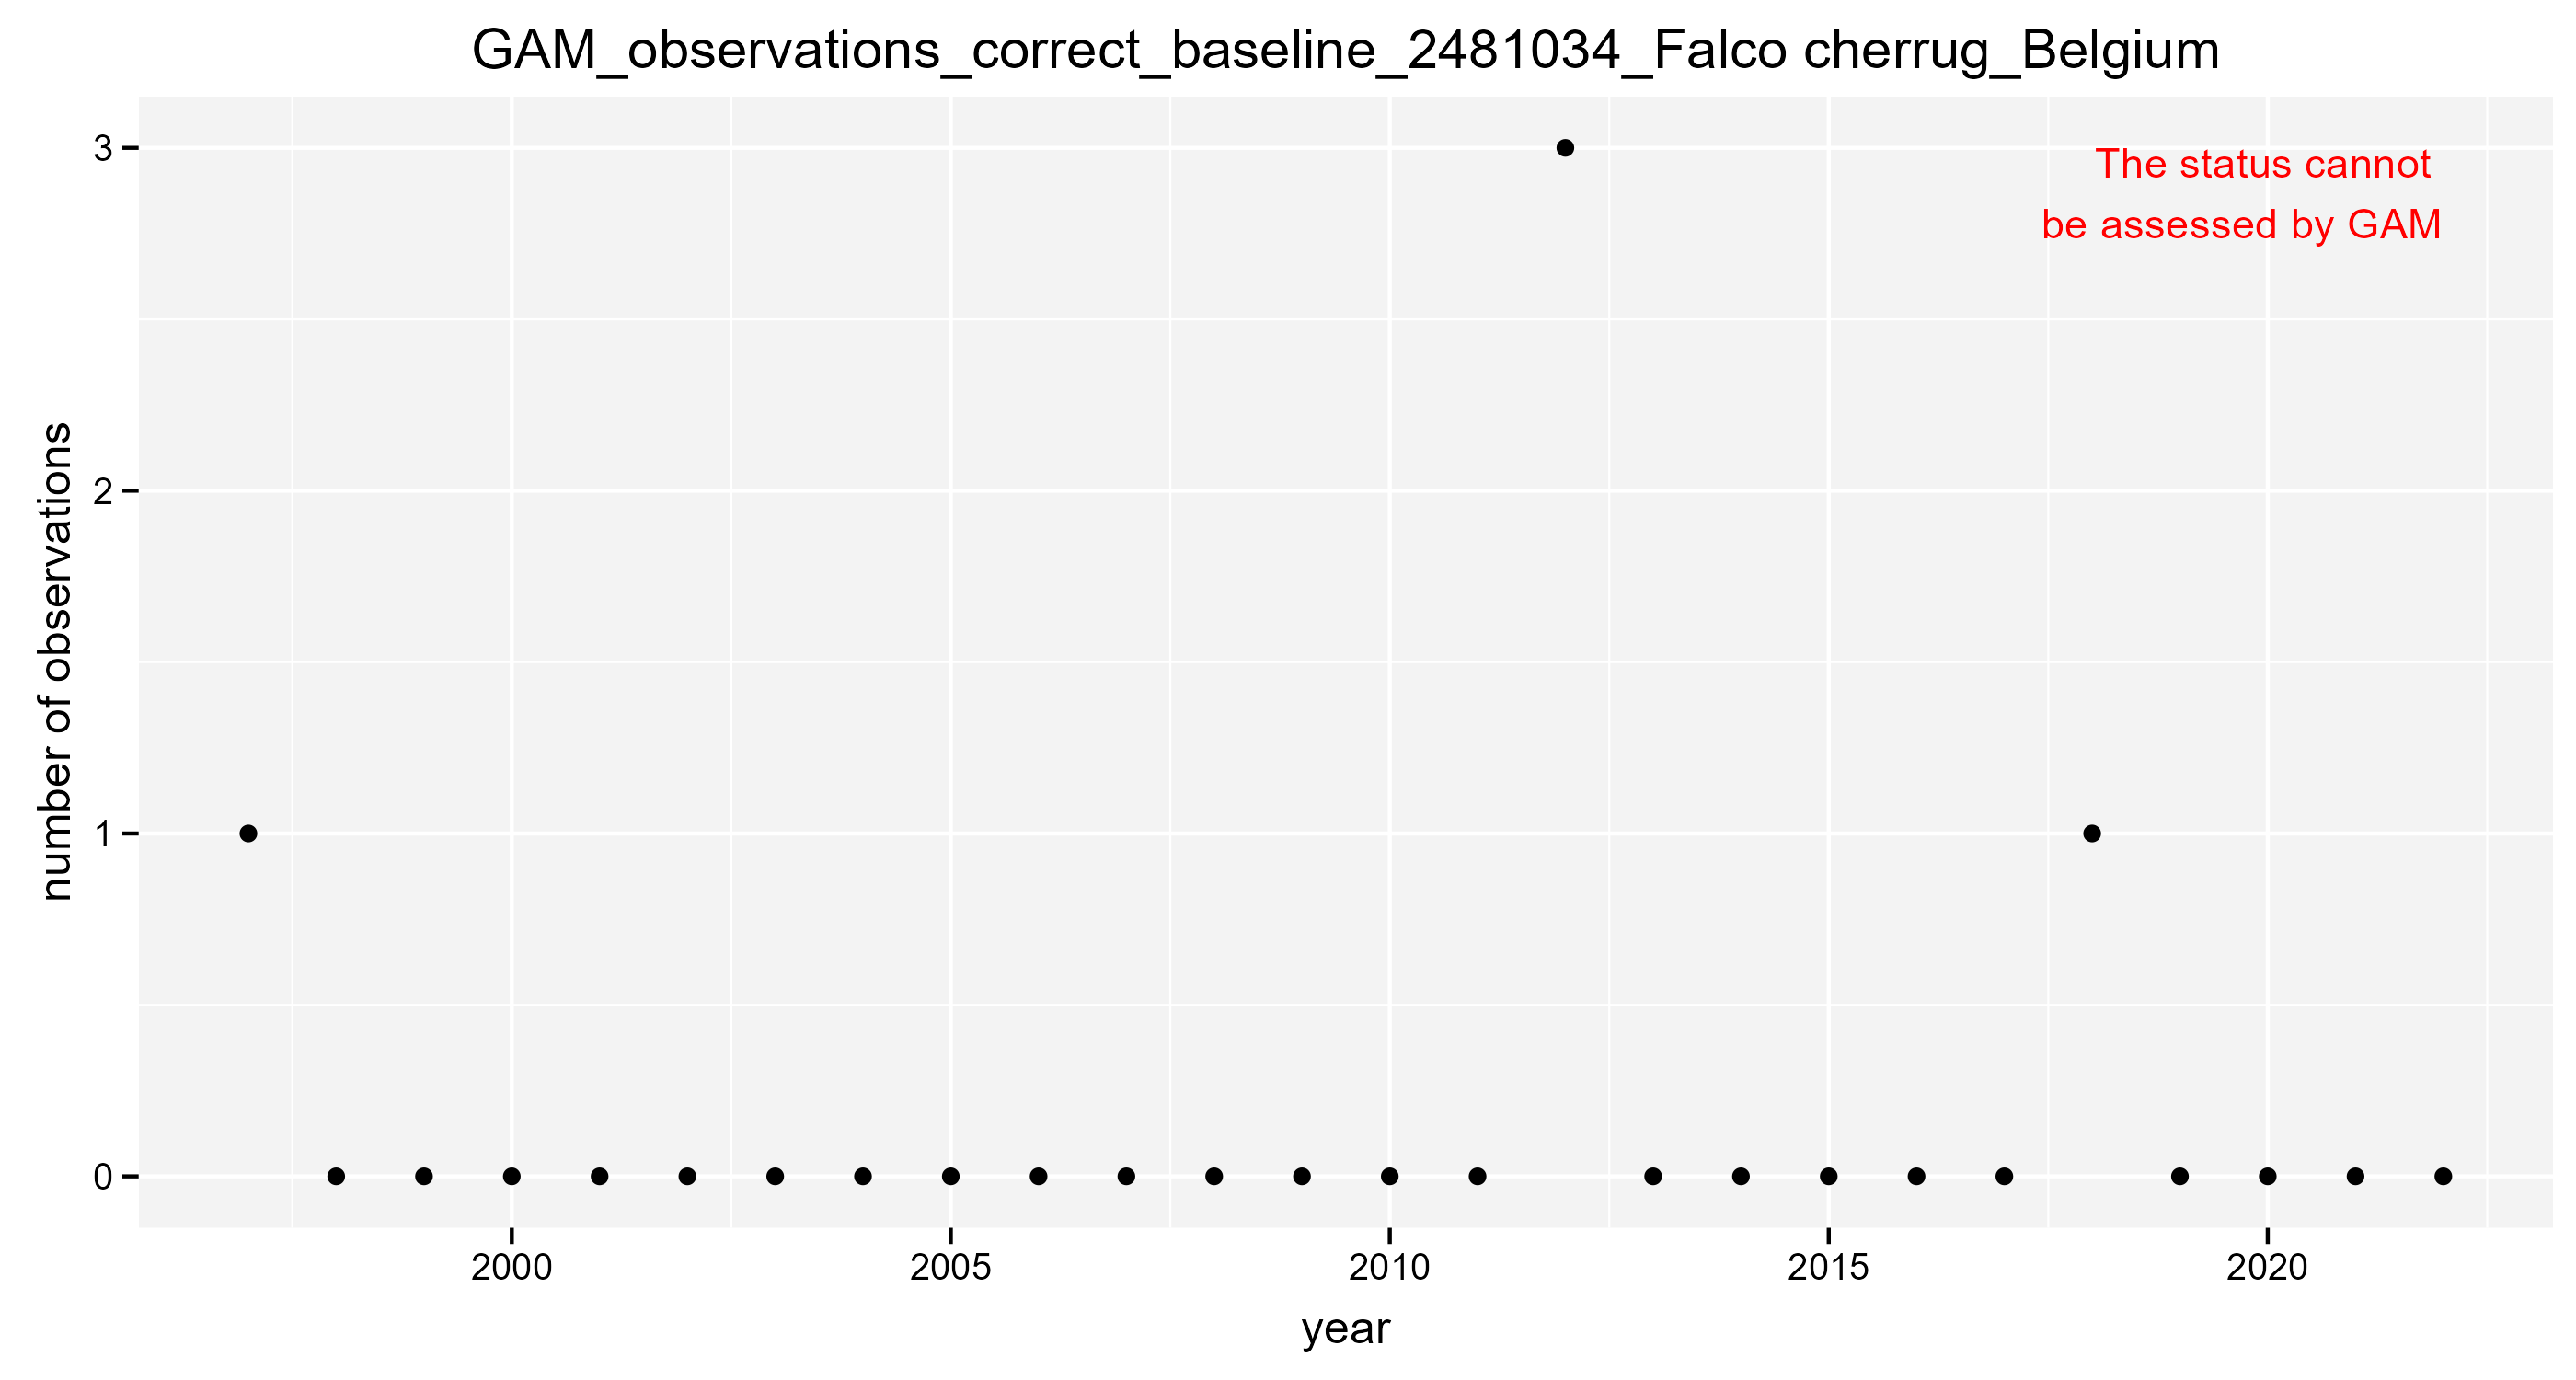 GAM_observations_correct_baseline_2481034_Falco cherrug_Belgium
The status cannot
be assessed by GAM
number of observations
3
2
1
0
2000 2005 2010 2015 2020
year